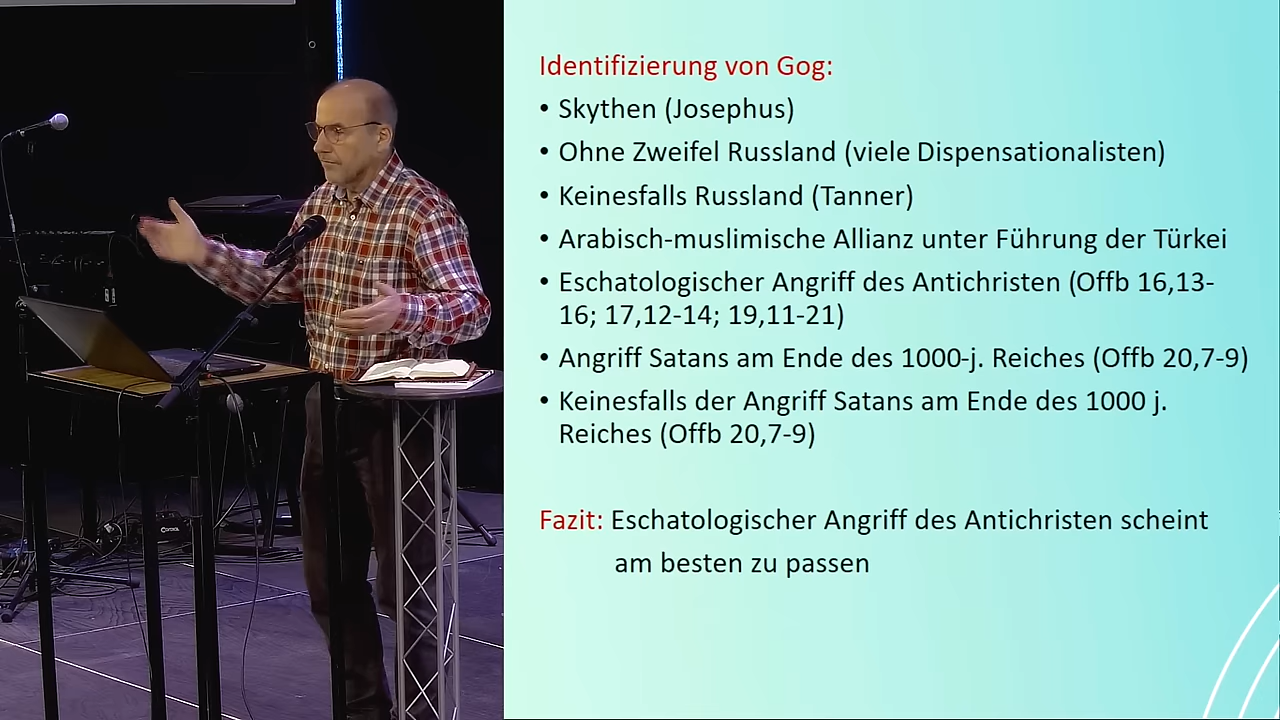 Identifizierung von Gog:
• Skythen (Josephus)
• Ohne Zweifel Russland (viele Dispensationalisten)
• Keinesfalls Russland (Tanner)
• Arabisch-muslimische Allianz unter Führung der Türkei
• Eschatologischer Angriff des Antichristen (Offb 16,13-
16; 17,12-14; 19,11-21)
• Angriff Satans am Ende des 1000-j. Reiches (Offb 20,7-9)
• Keinesfalls der Angriff Satans am Ende des 1000 j.
Reiches (Offb 20,7-9)
Fazit: Eschatologischer Angriff des Antichristen scheint
am besten zu passen